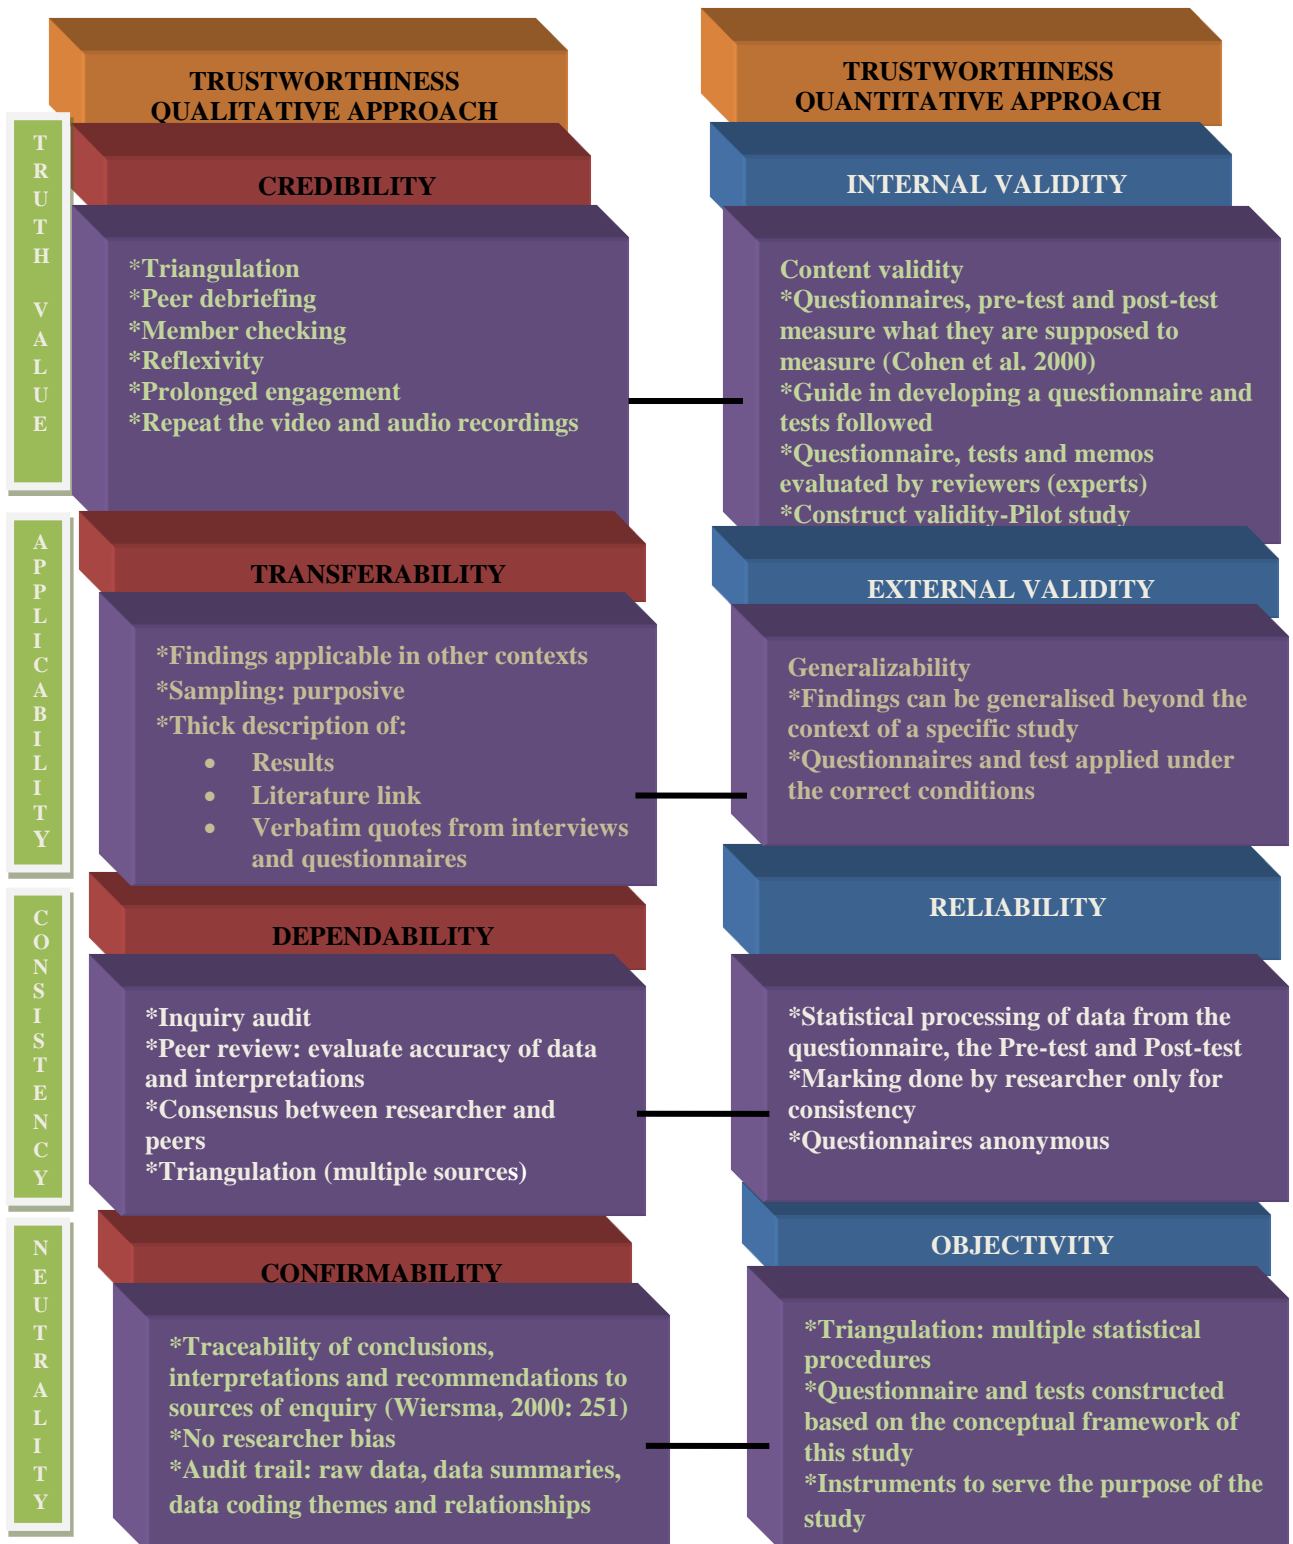 TRUSTWORTHINESS
QUALITATIVE APPROACH
TRUSTWORTHINESS
QUANTITATIVE APPROACH
TRUTH VALUE
CREDIBILITY
*Triangulation
*Peer debriefing
*Member checking
*Reflexivity
*Prolonged engagement
*Repeat the video and audio recordings
INTERNAL VALIDITY
Content validity
*Questionnaires, pre-test and post-test
measure what they are supposed to
measure (Cohen et al. 2000)
*Guide in developing a questionnaire and
tests followed
*Questionnaire, tests and memos
evaluated by reviewers (experts)
*Construct validity-Pilot study
APPLICABILITY
TRANSFERABILITY
*Findings applicable in other contexts
*Sampling: purposive
*Thick description of:
• Results
• Literature link
• Verbatim quotes from interviews
and questionnaires
EXTERNAL VALIDITY
Generalizability
*Findings can be generalised beyond the
context of a specific study
*Questionnaires and test applied under
the correct conditions
CONSISTENCY
DEPENDABILITY
*Inquiry audit
*Peer review: evaluate accuracy of data
and interpretations
*Consensus between researcher and
peers
*Triangulation (multiple sources)
RELIABILITY
*Statistical processing of data from the
questionnaire, the Pre-test and Post-test
*Marking done by researcher only for
consistency
*Questionnaires anonymous
NEUTRALITY
CONFIRMABILITY
*Traceability of conclusions,
interpretations and recommendations to
sources of enquiry (Wiersma, 2000: 251)
*No researcher bias
*Audit trail: raw data, data summaries,
data coding themes and relationships
OBJECTIVITY
*Triangulation: multiple statistical
procedures
*Questionnaire and tests constructed
based on the conceptual framework of
this study
*Instruments to serve the purpose of the
study